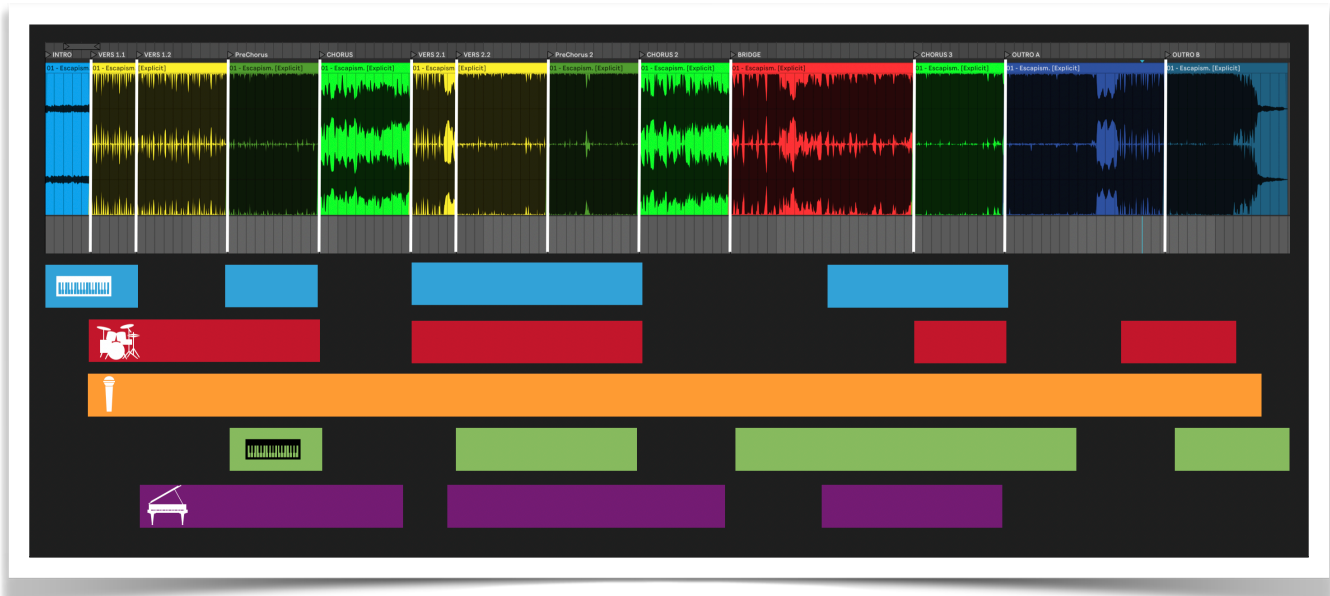 INTRO VERS 1.1 VERS 1.2 PreChorus CHORUS VERS 2.1 VERS 2.2 PreChorus 2 CHORUS 2 BRIDGE CHORUS 3 OUTRO A OUTRO B
01 - Escapism 01 - Escapism. [Explicit] 01 - Escapism. [Explicit] 01 - Escapism. [Explicit] 01 - Escapism. [Explicit] 01 - Escapism. [Explicit] 01 - Escapism. [Explicit] 01 - Escapism. [Explicit] 01 - Escapism. [Explicit] 01 - Escapism. [Explicit] 01 - Escapism. [Explicit]